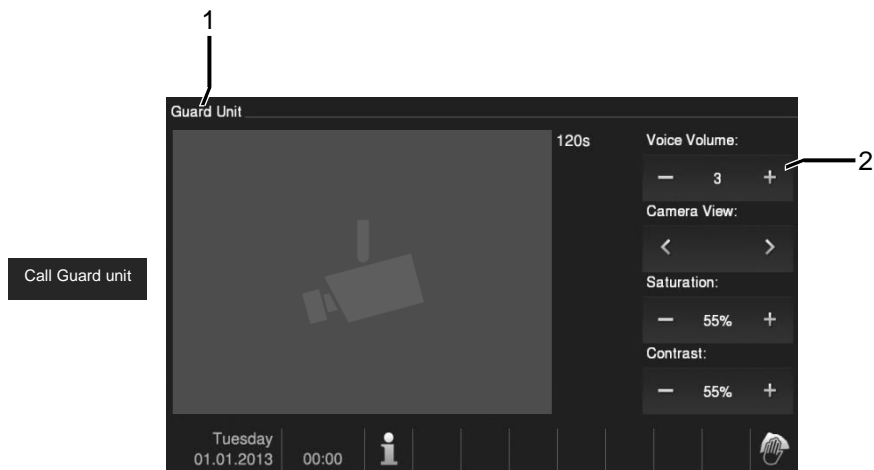 1
Guard Unit
120s
Voice Volume:
− 3 +
2
Camera View:
< >
Call Guard unit
Saturation:
− 55% +
Contrast:
− 55% +
Tuesday
01.01.2013 00:00 i